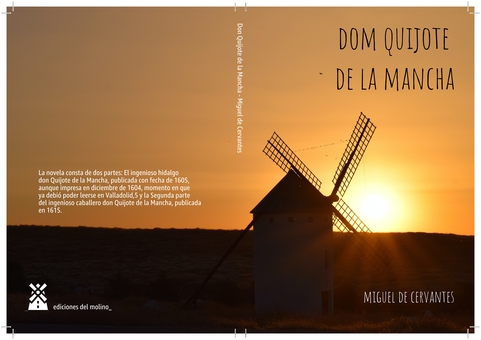 DOM QUIJOTE
DE LA MANCHA
MIGUEL DE CERVANTES
Don Quijote de la Mancha - Miguel de Cervantes
La novela consta de dos partes: El ingenioso hidalgo
don Quijote de la Mancha, publicada con fecha de 1605,
aunque impresa en diciembre de 1604, momento en que
ya debió poder leerse en Valladolid,5 y la Segunda parte
del ingenioso caballero don Quijote de la Mancha, publicada
en 1615.
ediciones del molino_